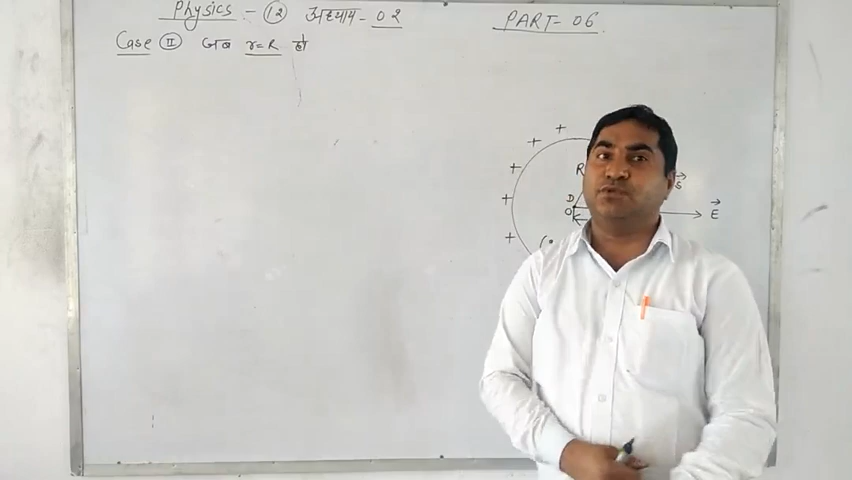 Physics - 12 अध्याय - 02
PART- 06
Case II जब r=R हो
+ +
+ R
+ S
D
O E
+